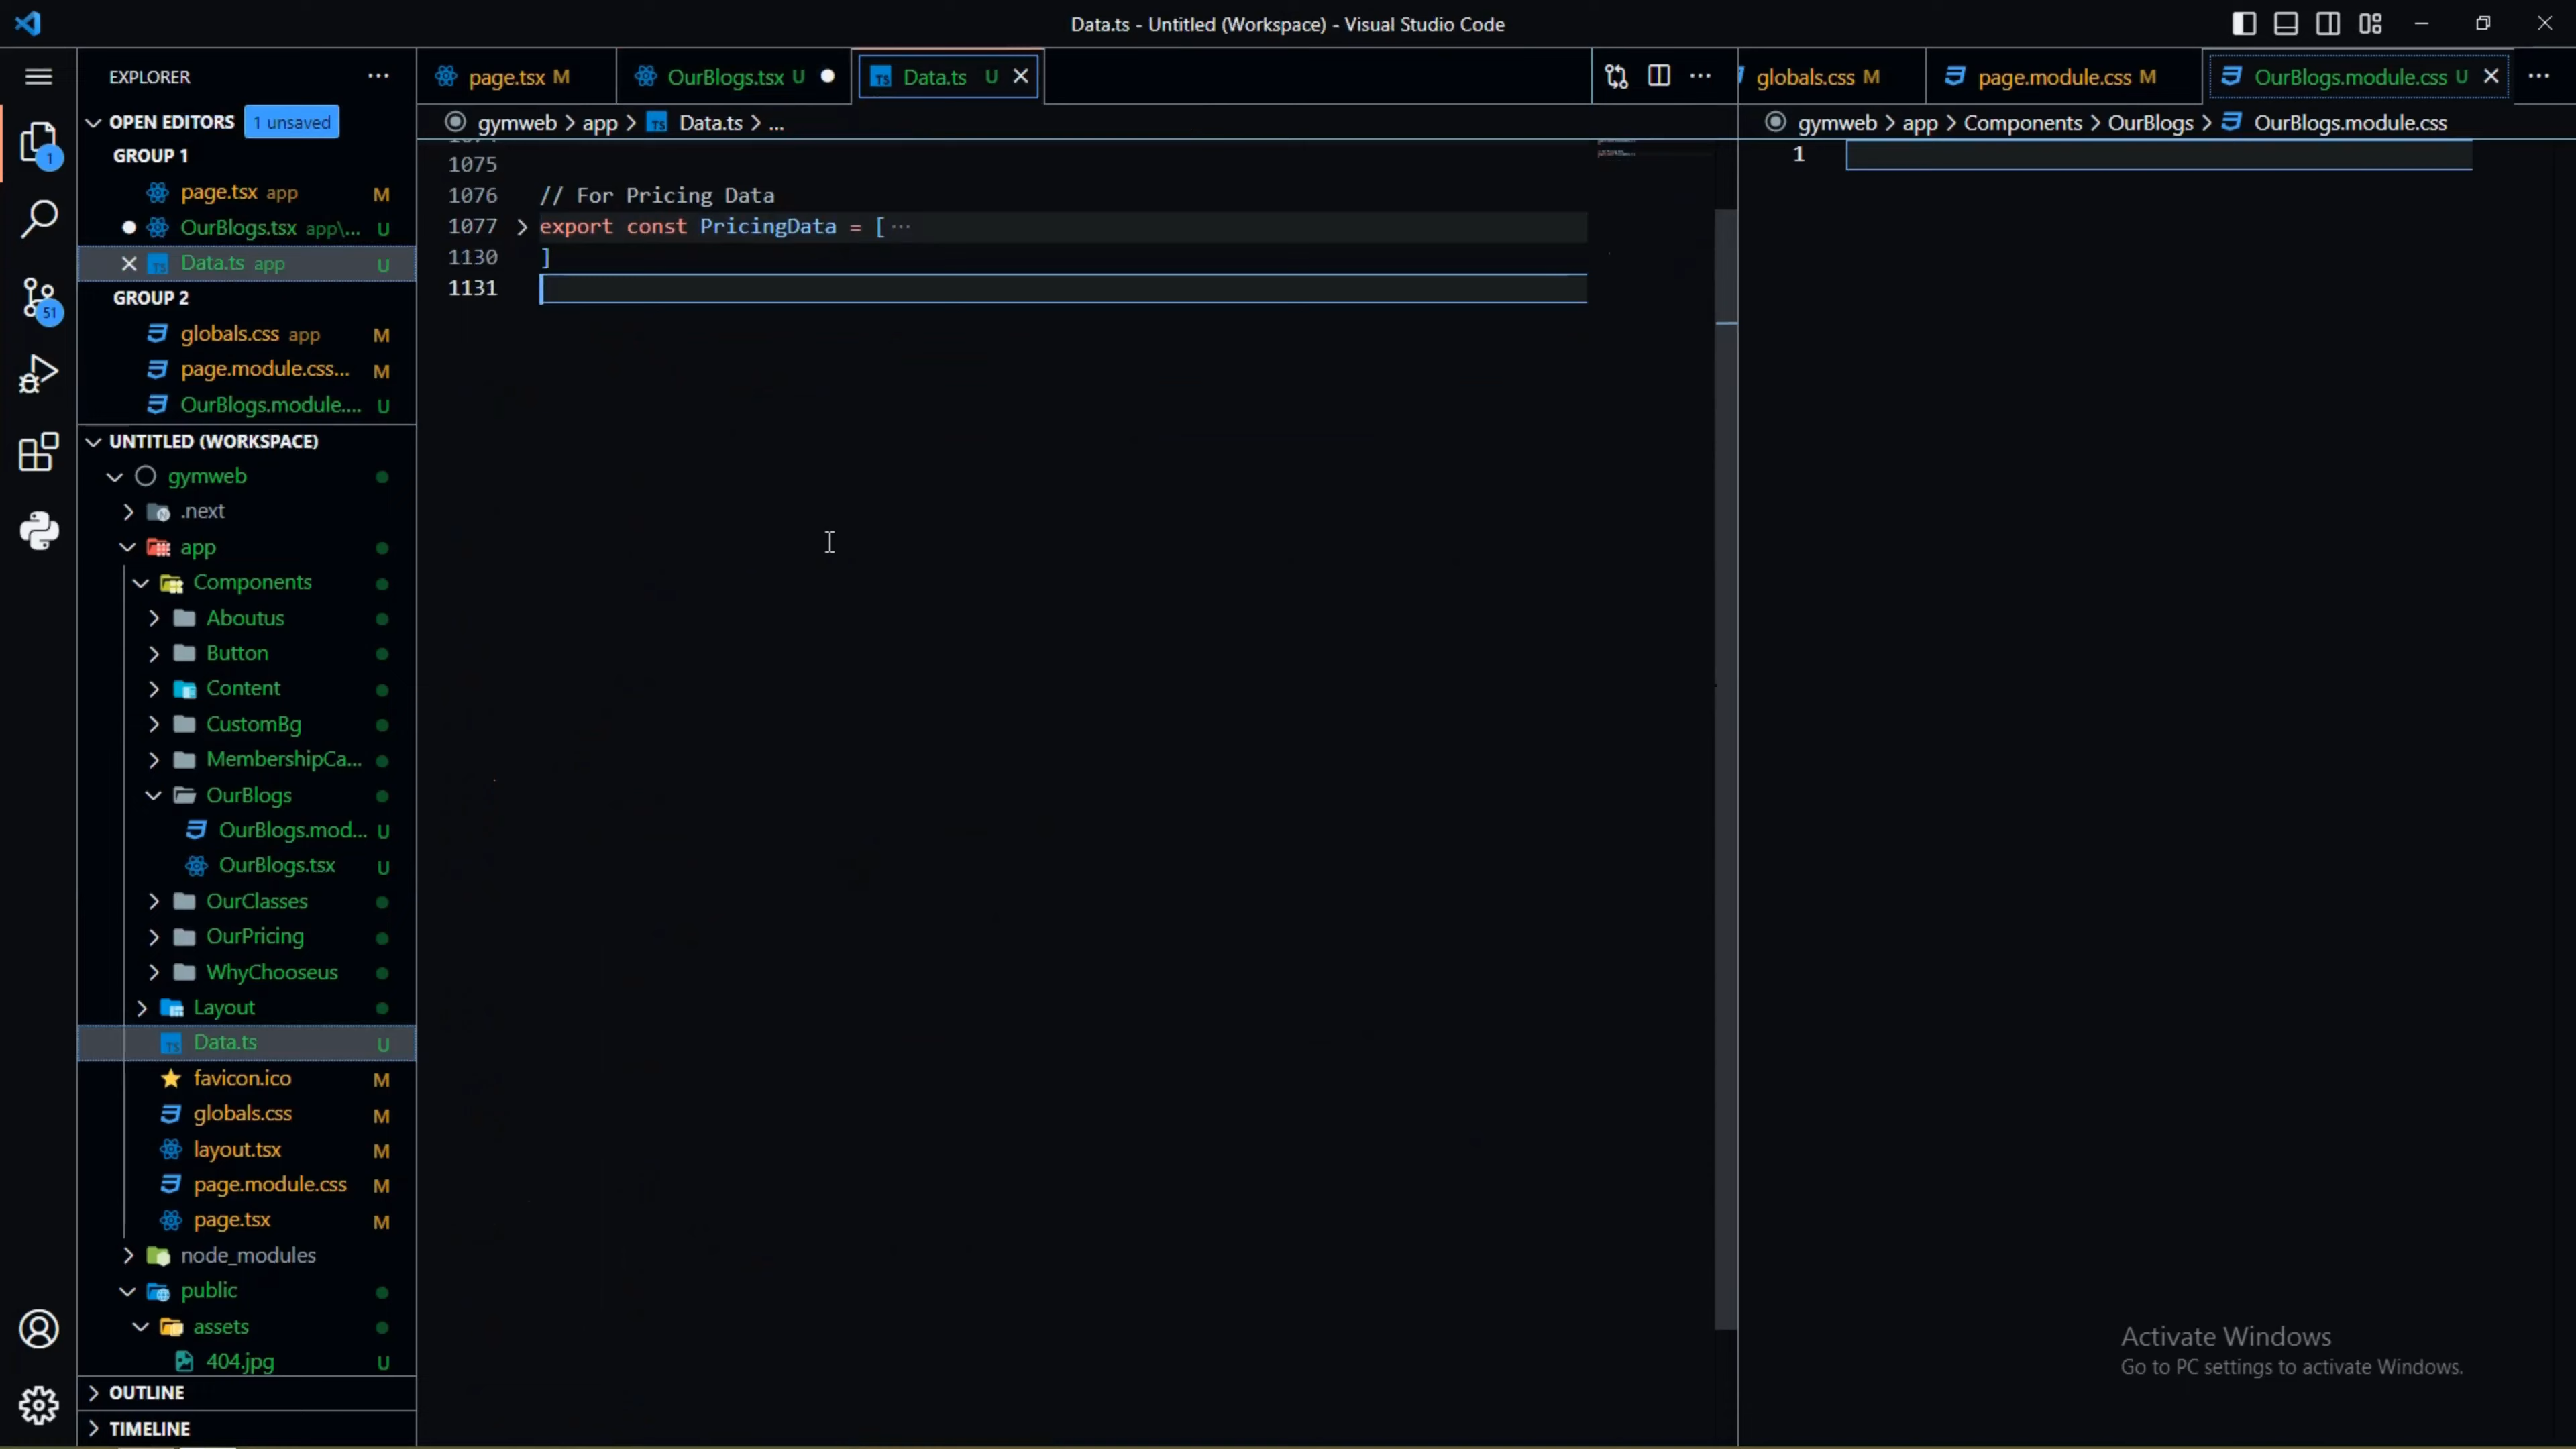 Data.ts - Untitled (Workspace) - Visual Studio Code
EXPLORER
OPEN EDITORS 1 unsaved
GROUP 1
page.tsx app M
OurBlogs.tsx app\... U
Data.ts app U
GROUP 2
globals.css app M
page.module.css... M
OurBlogs.module.... U
UNTITLED (WORKSPACE)
gymweb
.next
app
Components
Aboutus
Button
Content
CustomBg
MembershipCa...
OurBlogs
OurBlogs.mod... U
OurBlogs.tsx U
OurClasses
OurPricing
WhyChooseus
Layout
Data.ts U
favicon.ico M
globals.css M
layout.tsx M
page.module.css M
page.tsx M
node_modules
public
assets
404.jpg U
OUTLINE
TIMELINE
1
51
page.tsx M
OurBlogs.tsx U
Data.ts U
gymweb > app > TS Data.ts > ...
1075
1076 // For Pricing Data
1077 export const PricingData = [ ...
1130 ]
1131
globals.css M
page.module.css M
OurBlogs.module.css U
gymweb > app > Components > OurBlogs > OurBlogs.module.css
1
Activate Windows
Go to PC settings to activate Windows.